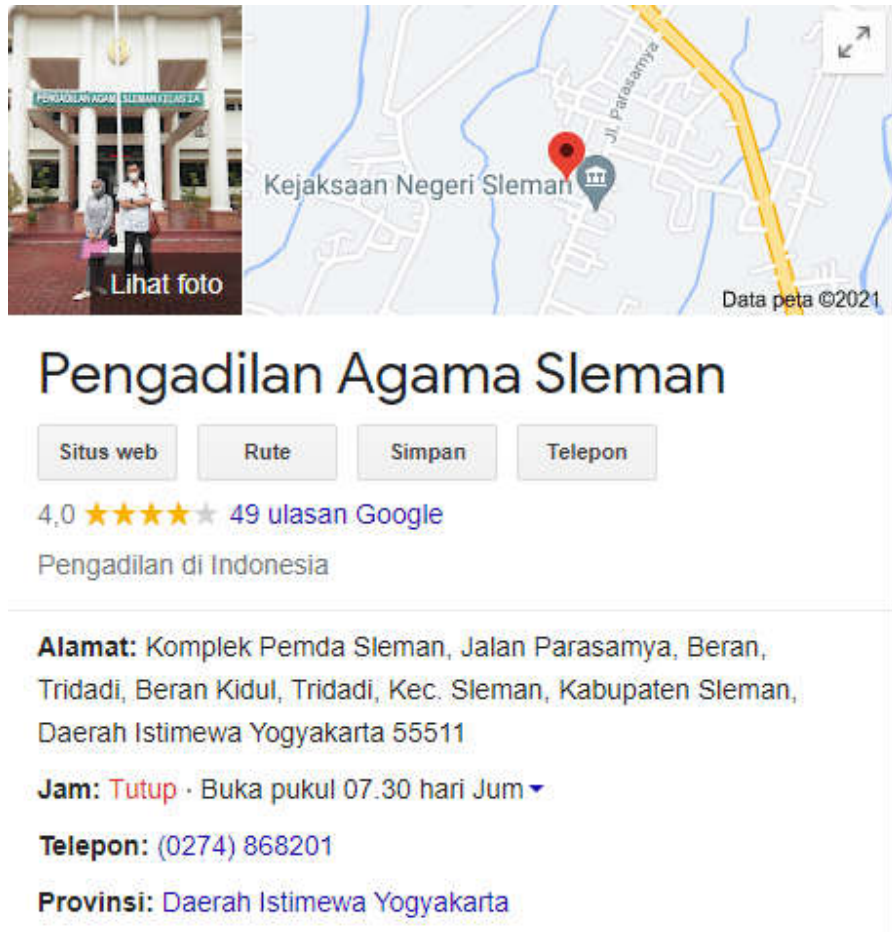 PENGADILAN AGAMA SLEMAN KELAS I A
Lihat foto
Jl. Parasamya
Kejaksaan Negeri Sleman
Data peta ©2021
Pengadilan Agama Sleman
Situs web
Rute
Simpan
Telepon
4,0 49 ulasan Google
Pengadilan di Indonesia
Alamat: Komplek Pemda Sleman, Jalan Parasamya, Beran,
Tridadi, Beran Kidul, Tridadi, Kec. Sleman, Kabupaten Sleman,
Daerah Istimewa Yogyakarta 55511
Jam: Tutup · Buka pukul 07.30 hari Jum
Telepon: (0274) 868201
Provinsi: Daerah Istimewa Yogyakarta